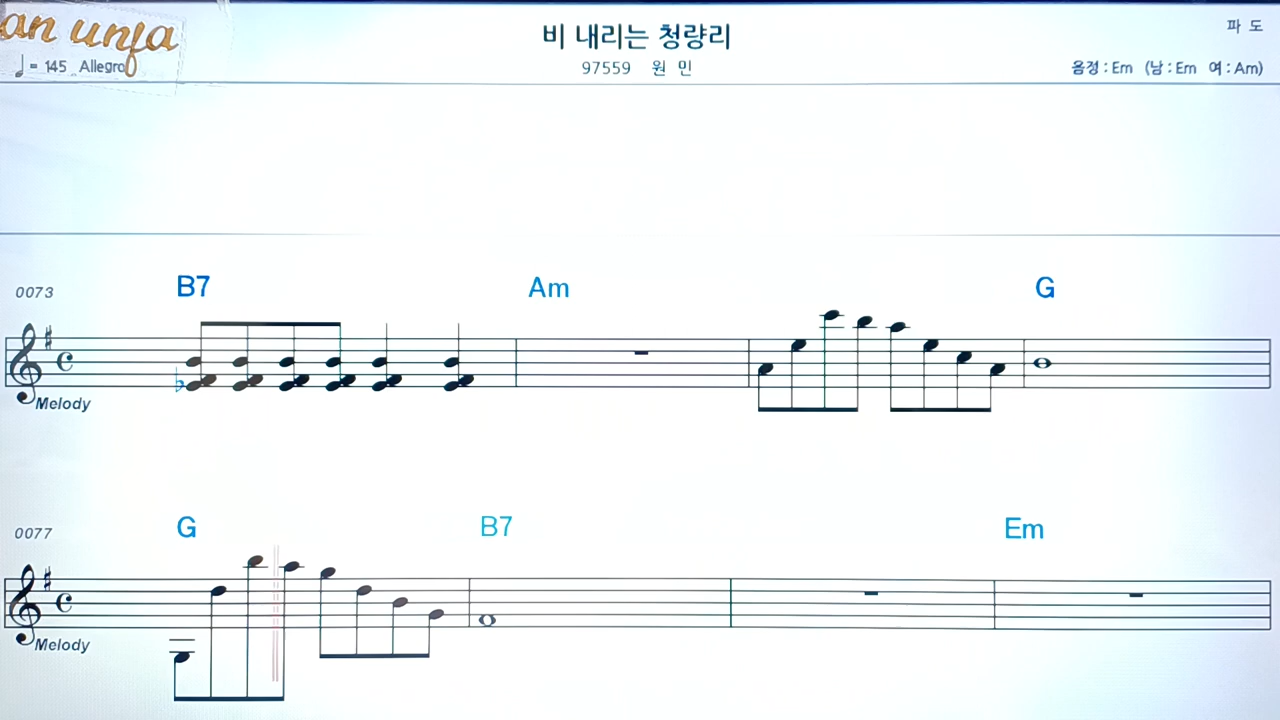 an unfa
비 내리는 청량리
파 도
♩= 145 Allegro
97559 원 민
음정 : Em (남 : Em 여 : Am)
B7 Am G
0073
Melody
G B7 Em
0077
Melody